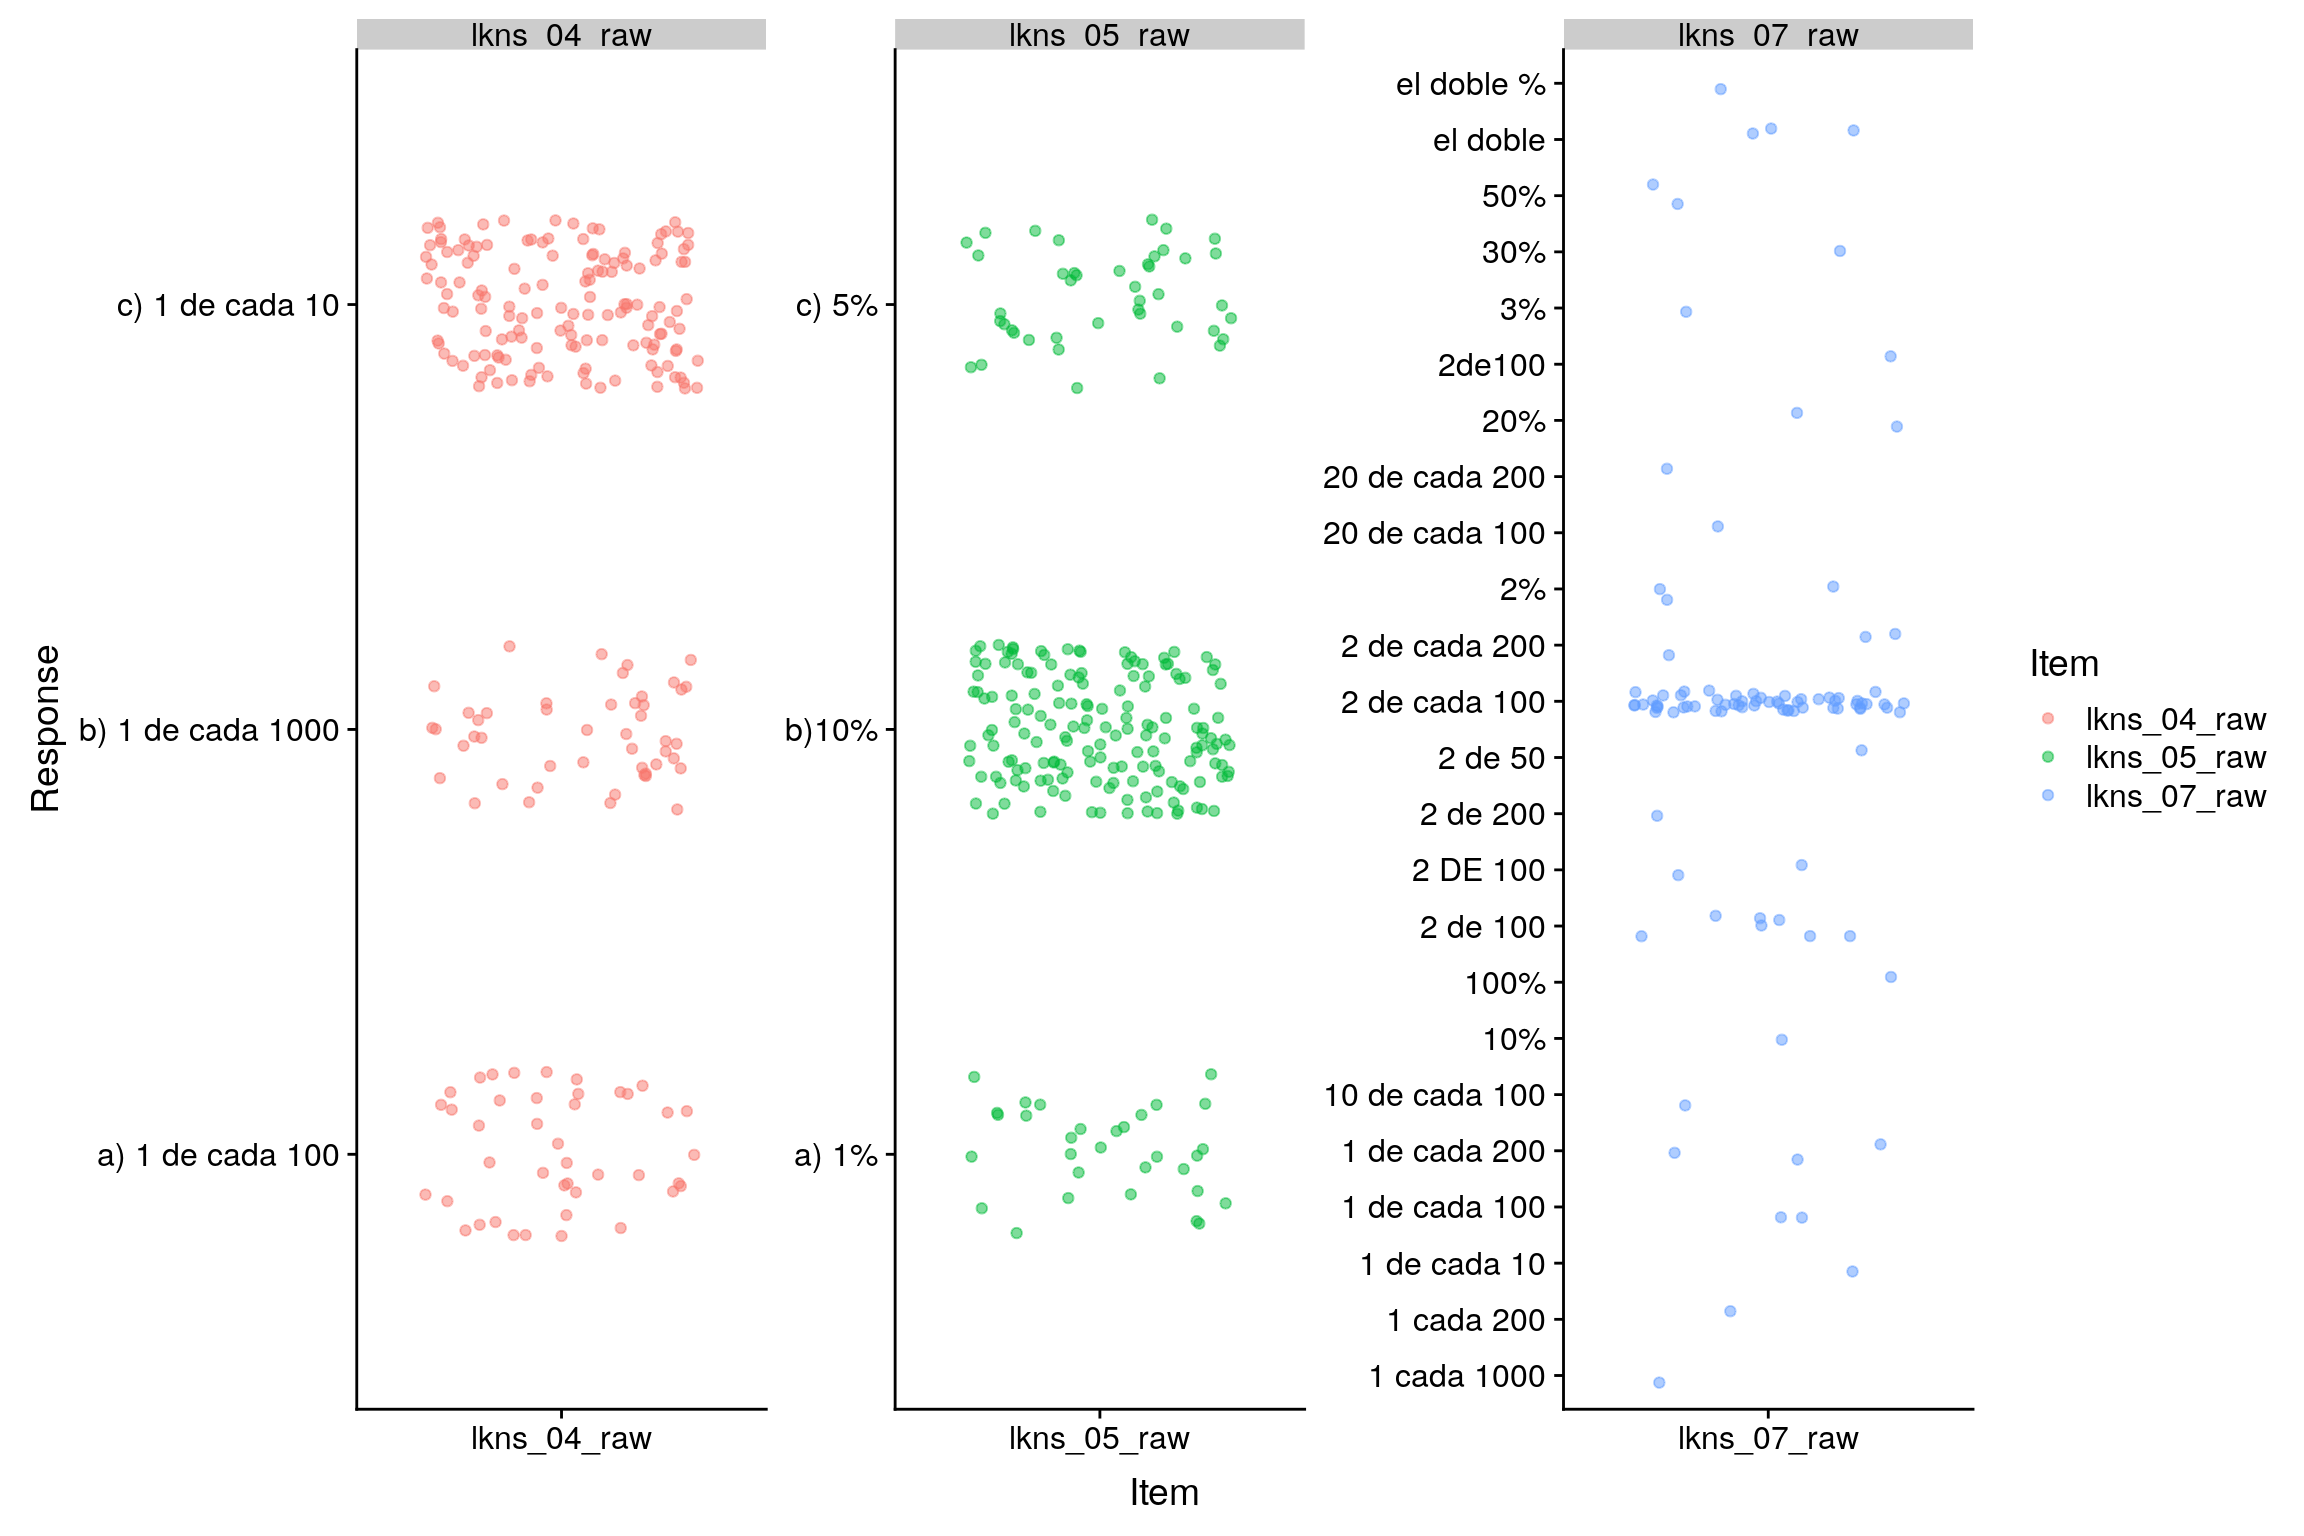 lkns_04_raw
lkns_05_raw
lkns_07_raw
Response
c) 1 de cada 10
b) 1 de cada 1000
a) 1 de cada 100
c) 5%
b)10%
a) 1%
el doble %
el doble
50%
30%
3%
2de100
20%
20 de cada 200
20 de cada 100
2%
2 de cada 200
2 de cada 100
2 de 50
2 de 200
2 DE 100
2 de 100
100%
10%
10 de cada 100
1 de cada 200
1 de cada 100
1 de cada 10
1 cada 200
1 cada 1000
lkns_04_raw
lkns_05_raw
lkns_07_raw
Item
Item
lkns_04_raw
lkns_05_raw
lkns_07_raw